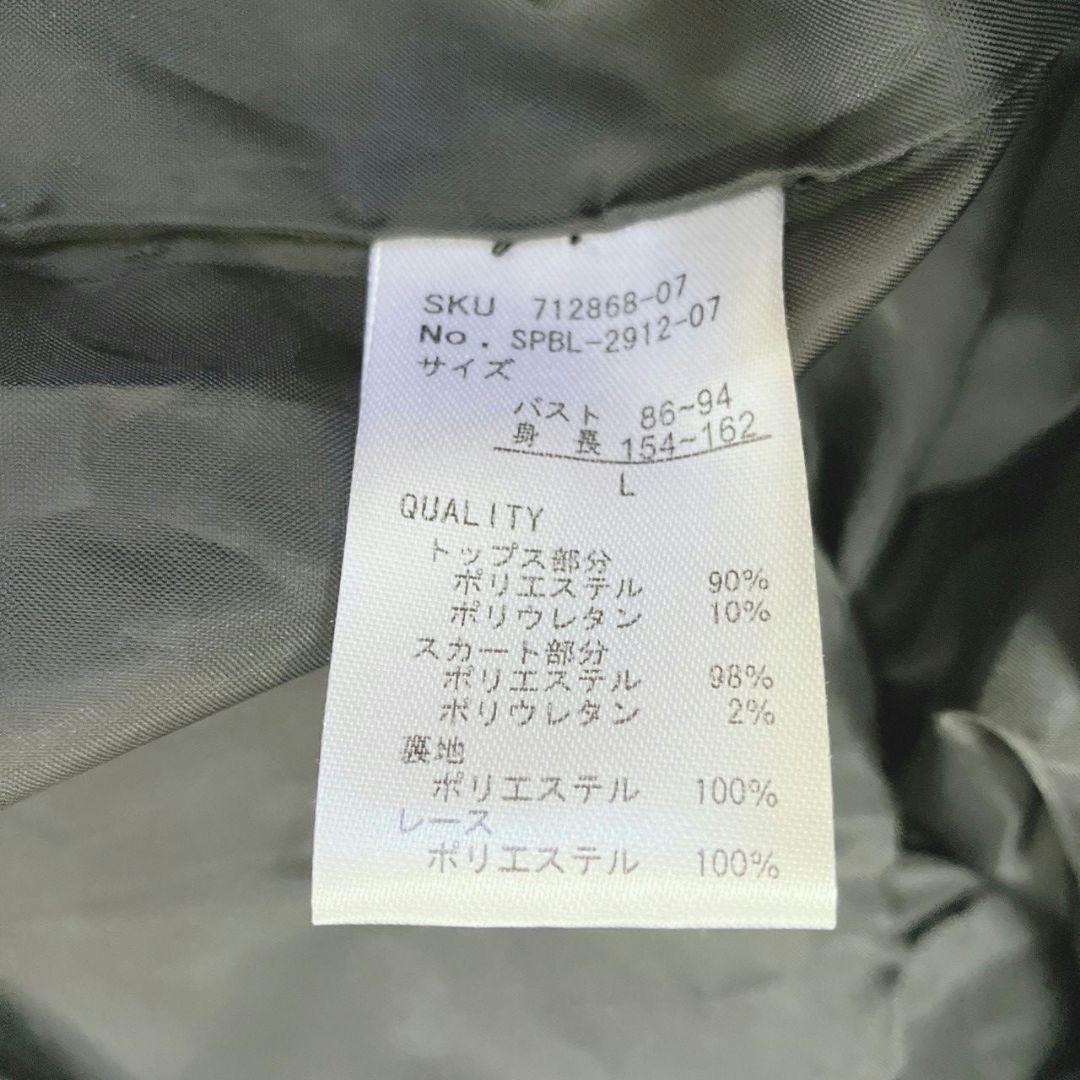 SKU 712868-07
No. SPBL-2912-07
サイズ
バスト 86~94
身 長 154~162
L
QUALITY
トップス部分
ポリエステル 90%
ポリウレタン 10%
スカート部分
ポリエステル 98%
ポリウレタン 2%
裏地
ポリエステル 100%
レース
ポリエステル 100%